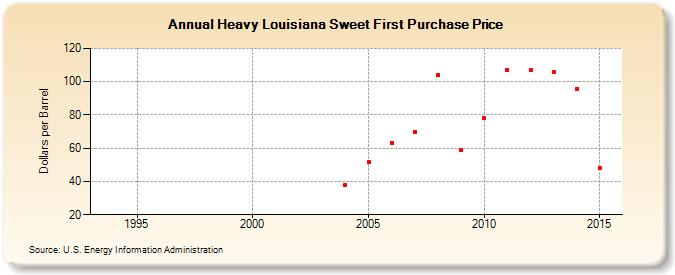 Annual Heavy Louisiana Sweet First Purchase Price
Dollars per Barrel
120
100
80
60
40
20
1995 2000 2005 2010 2015
Source: U.S. Energy Information Administration